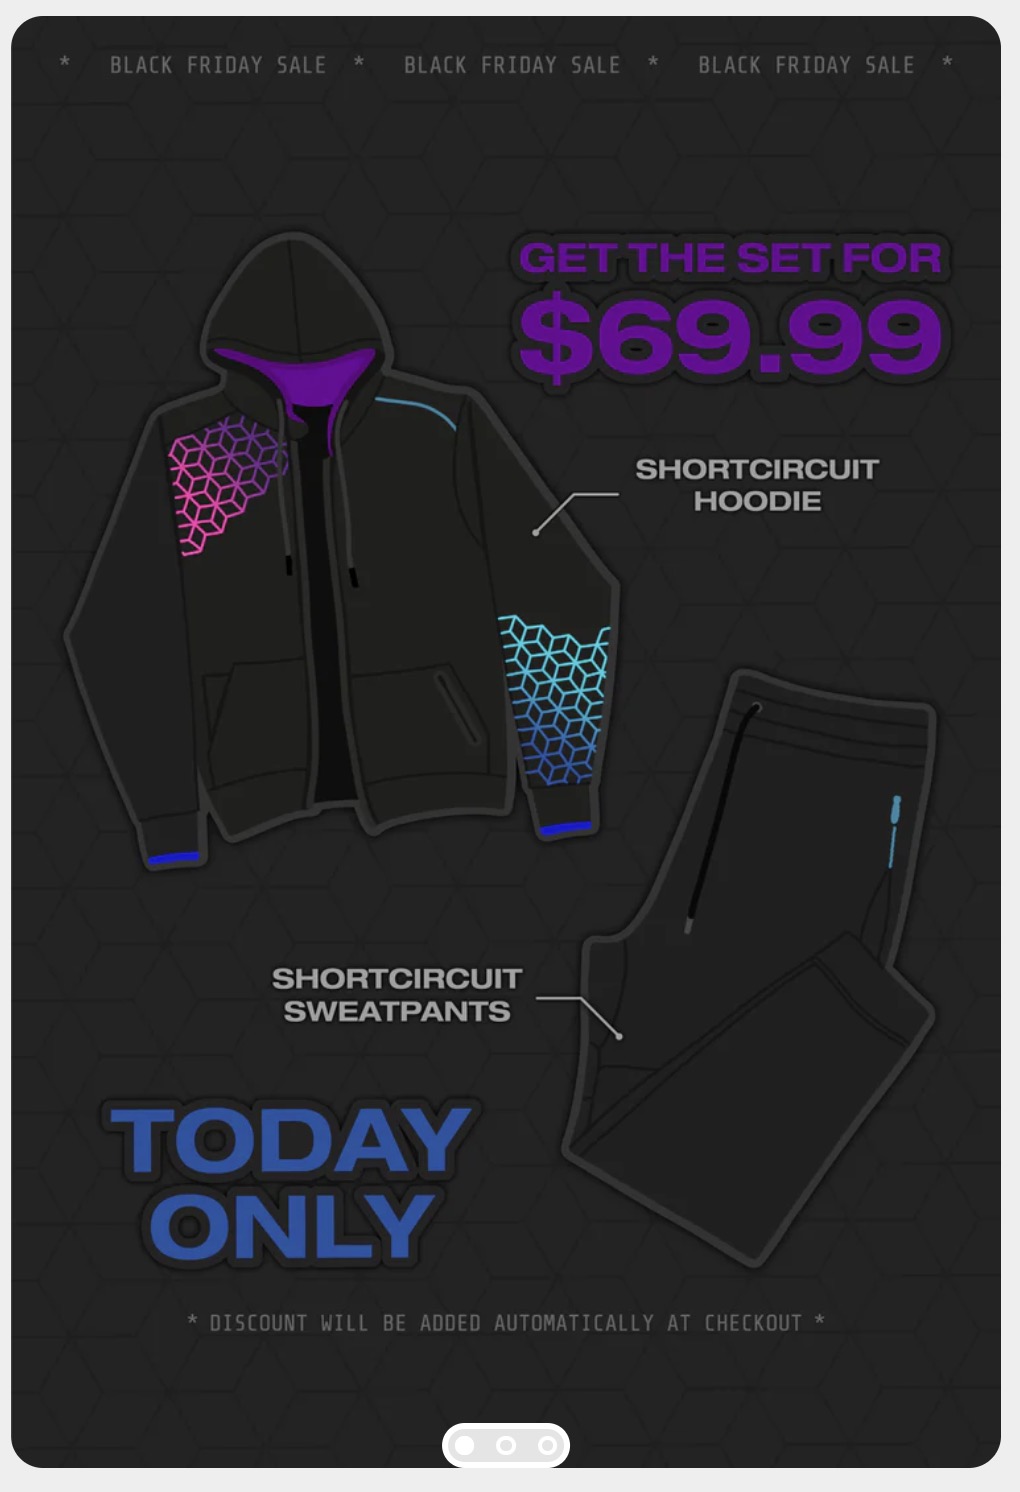 * BLACK FRIDAY SALE * BLACK FRIDAY SALE * BLACK FRIDAY SALE *
GET THE SET FOR
$69.99
SHORTCIRCUIT
HOODIE
SHORTCIRCUIT
SWEATPANTS
TODAY
ONLY
* DISCOUNT WILL BE ADDED AUTOMATICALLY AT CHECKOUT *